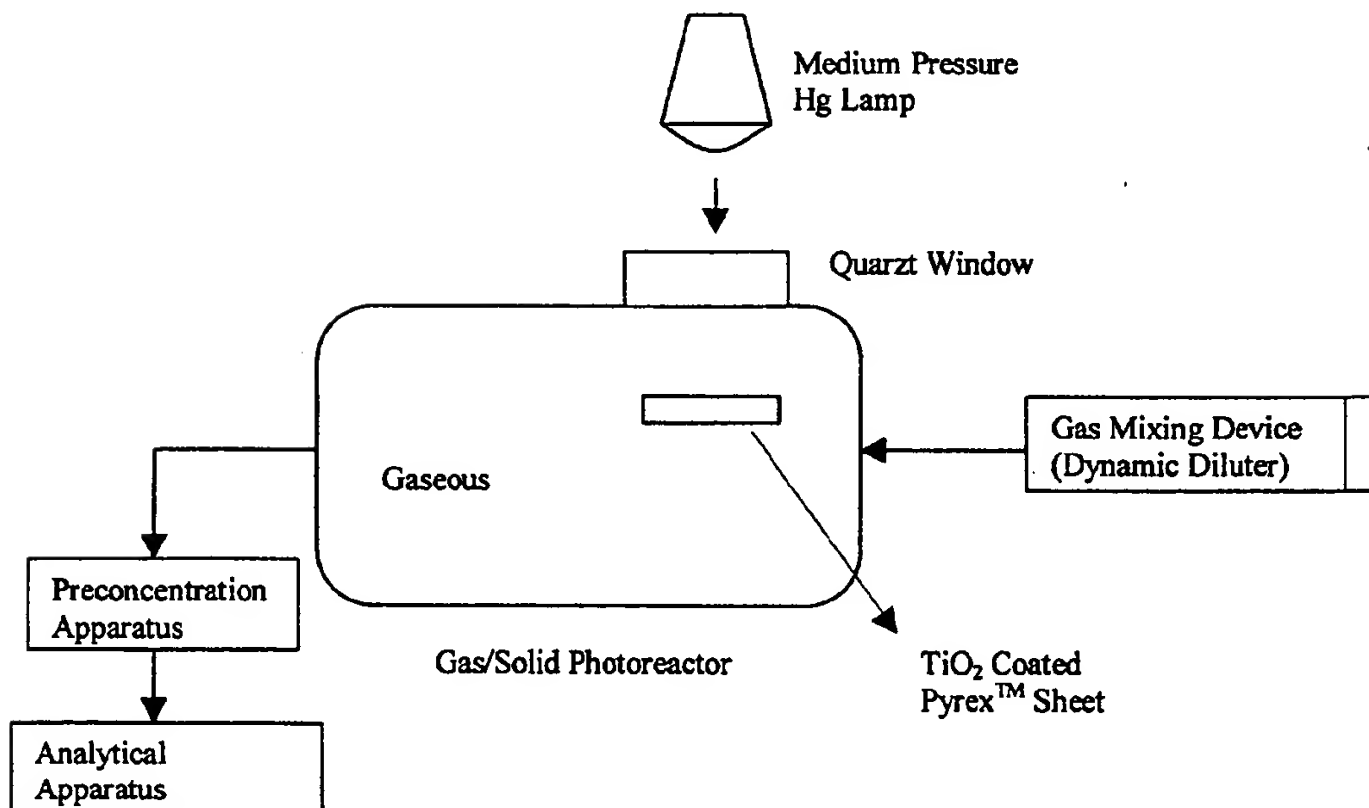 Medium Pressure
Hg Lamp
Quarzt Window
Gas Mixing Device
(Dynamic Diluter)
Gaseous
Preconcentration
Apparatus
Gas/Solid Photoreactor
TiO₂ Coated
Pyrex™ Sheet
Analytical
Apparatus